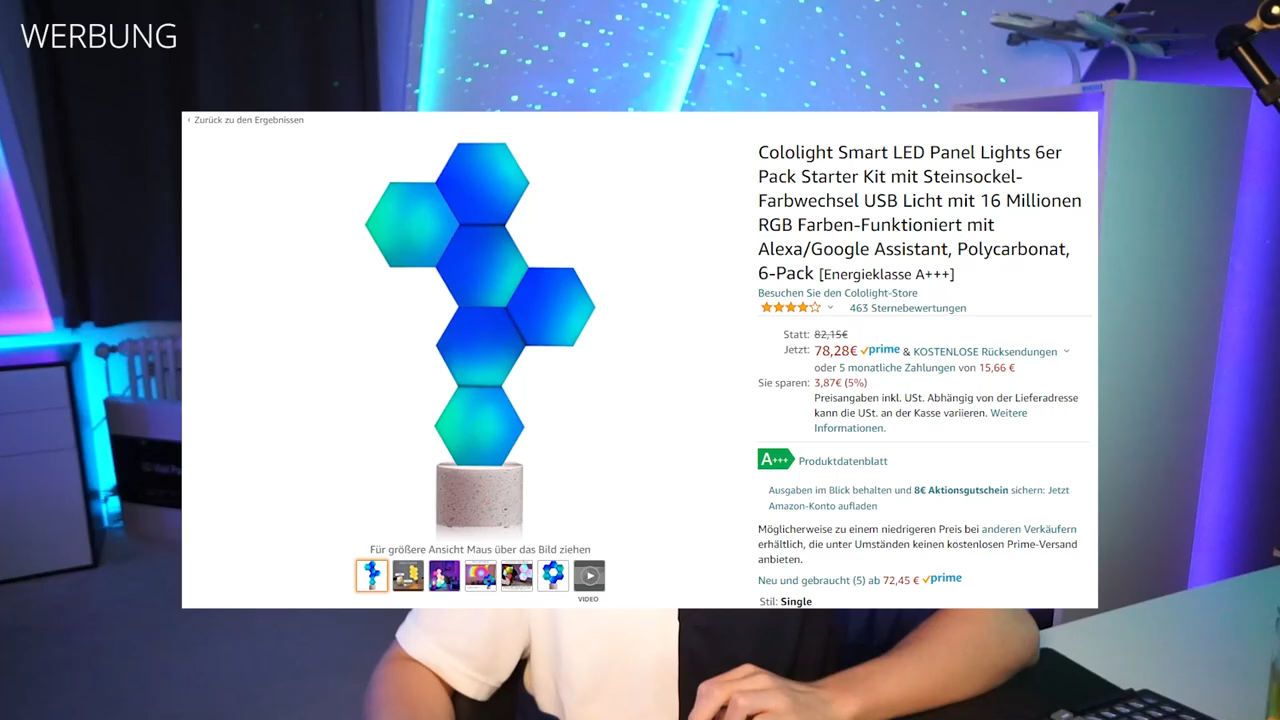 WERBUNG
‹ Zurück zu den Ergebnissen
Cololight Smart LED Panel Lights 6er
Pack Starter Kit mit Steinsockel-
Farbwechsel USB Licht mit 16 Millionen
RGB Farben-Funktioniert mit
Alexa/Google Assistant, Polycarbonat,
6-Pack [Energieklasse A+++]
Besuchen Sie den Cololight-Store
463 Sternebewertungen
Statt: 82,15€
Jetzt: 78,28€ prime & KOSTENLOSE Rücksendungen
oder 5 monatliche Zahlungen von 15,66 €
Sie sparen: 3,87€ (5%)
Preisangaben inkl. USt. Abhängig von der Lieferadresse
kann die USt. an der Kasse variieren. Weitere
Informationen.
A+++ Produktdatenblatt
Ausgaben im Blick behalten und 8€ Aktionsgutschein sichern: Jetzt
Amazon-Konto aufladen
Möglicherweise zu einem niedrigeren Preis bei anderen Verkäufern
erhältlich, die unter Umständen keinen kostenlosen Prime-Versand
anbieten.
Neu und gebraucht (5) ab 72,45 € prime
Stil: Single
Für größere Ansicht Maus über das Bild ziehen
VIDEO